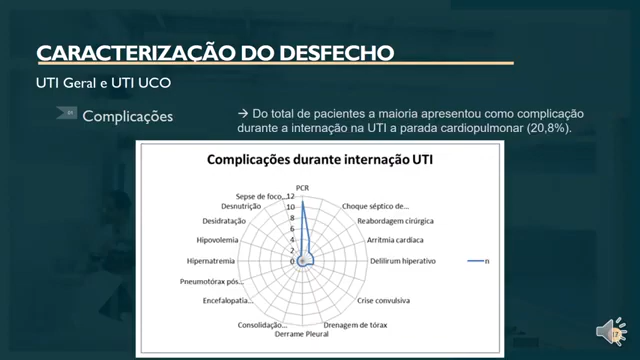 CARACTERIZAÇÃO DO DESFECHO
UTI Geral e UTI UCO
01
Complicações
→ Do total de pacientes a maioria apresentou como complicação
durante a internação na UTI a parada cardiopulmonar (20,8%).
Complicações durante internação UTI
PCR
Sepse de foco...
Choque séptico de...
Desnutrição
Reabordagem cirúrgica
Desidratação
Arritmia cardíaca
Hipovolemia
Hipernatremia
Delilirum hiperativo
Pneumotórax pós...
Encefalopatia...
Crise convulsiva
Consolidação...
Drenagem de tórax
Derrame Pleural
12
10
8
6
4
2
0
n